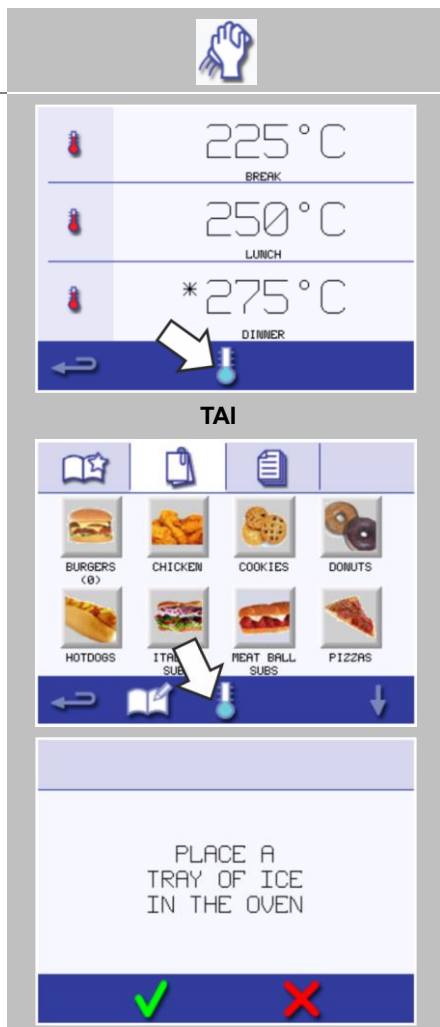 225°C
BREAK
250°C
LUNCH
*275°C
DINNER
TAI
BURGERS
(0)
CHICKEN
COOKIES
DONUTS
HOTDOGS
MEAT BALL
SUBS
PIZZAS
PLACE A
TRAY OF ICE
IN THE OVEN